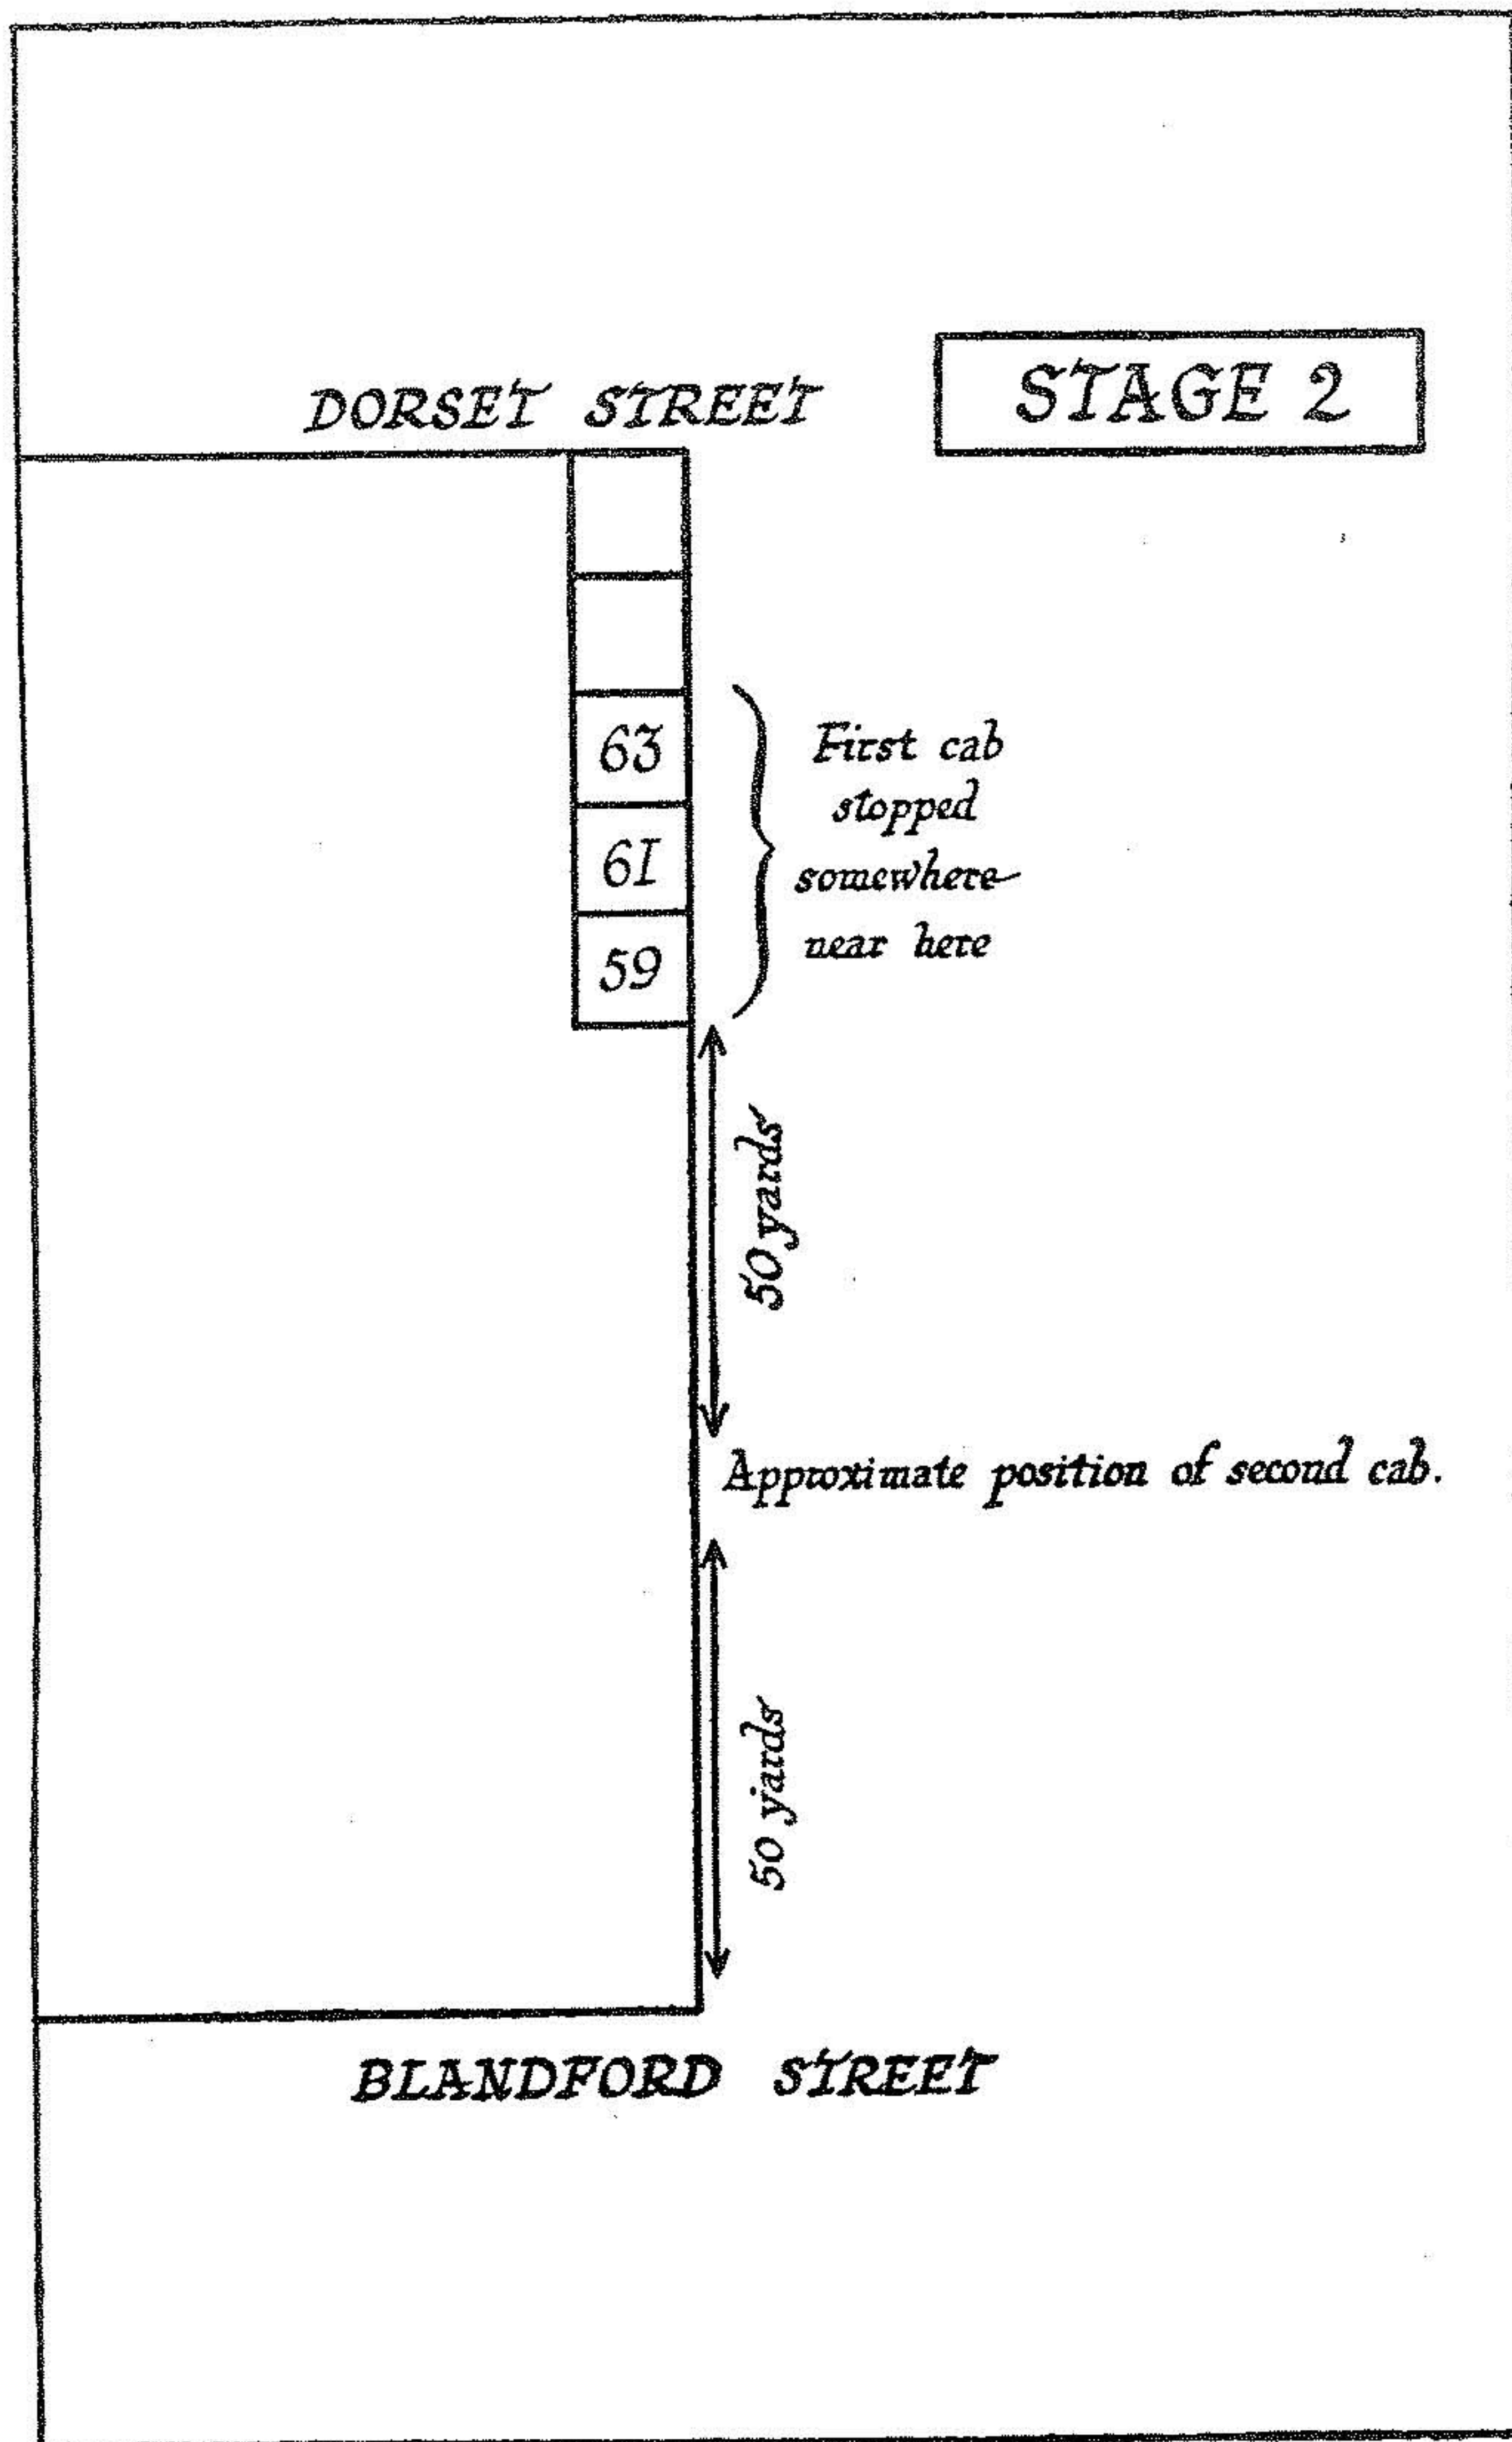 STAGE 2
DORSET STREET
63
61
59
First cab
stopped
somewhere
near here
50 yards
Approximate position of second cab.
50 yards
BLANDFORD STREET